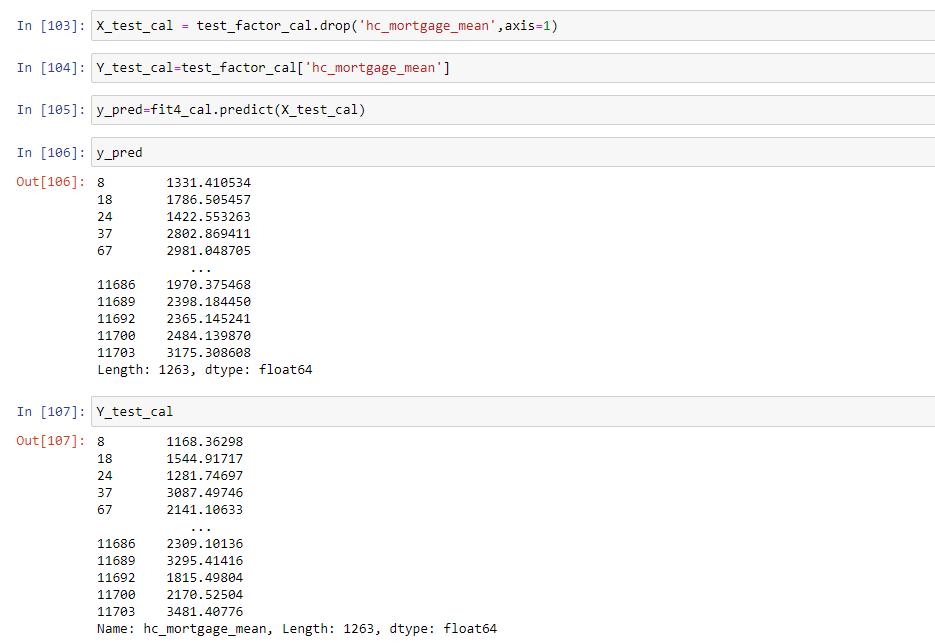 In [103]: X_test_cal = test_factor_cal.drop('hc_mortgage_mean',axis=1)
In [104]: Y_test_cal=test_factor_cal['hc_mortgage_mean']
In [105]: y_pred=fit4_cal.predict(X_test_cal)
In [106]: y_pred
Out[106]: 8        1331.410534
18       1786.505457
24       1422.553263
37       2802.869411
67       2981.048705
...
11686    1970.375468
11689    2398.184450
11692    2365.145241
11700    2484.139870
11703    3175.308608
Length: 1263, dtype: float64
In [107]: Y_test_cal
Out[107]: 8        1168.36298
18       1544.91717
24       1281.74697
37       3087.49746
67       2141.10633
...
11686    2309.10136
11689    3295.41416
11692    1815.49804
11700    2170.52504
11703    3481.40776
Name: hc_mortgage_mean, Length: 1263, dtype: float64